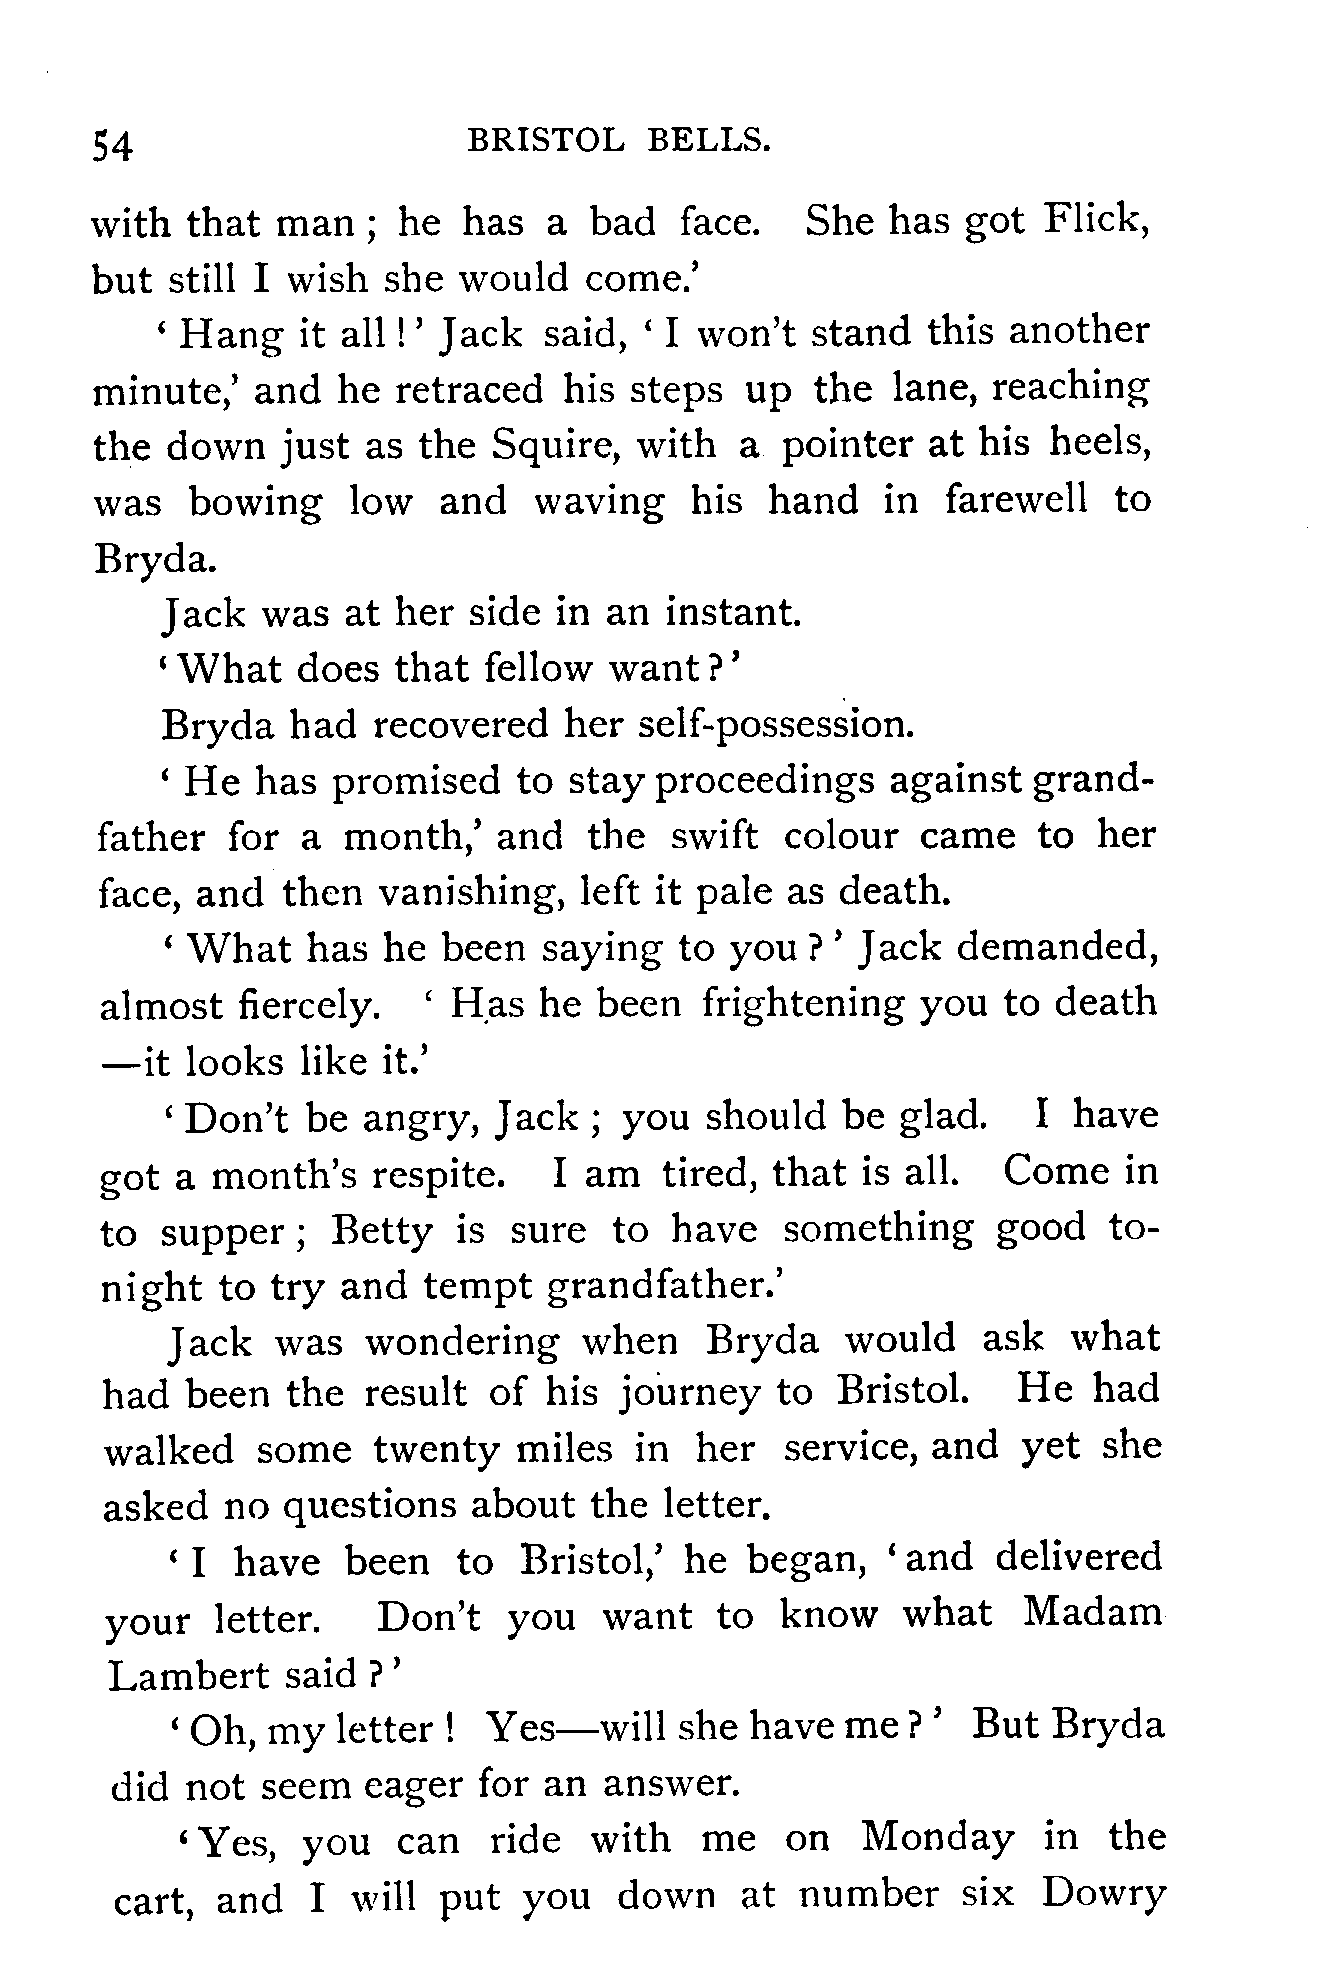 54 BRISTOL BELLS.
with that man ; he has a bad face. She has got Flick,
but still I wish she would come.’
‘ Hang it all ! ’ Jack said, ‘ I won’t stand this another
minute,’ and he retraced his steps up the lane, reaching
the down just as the Squire, with a pointer at his heels,
was bowing low and waving his hand in farewell to
Bryda.
Jack was at her side in an instant.
‘ What does that fellow want ? ’
Bryda had recovered her self-possession.
‘ He has promised to stay proceedings against grand-
father for a month,’ and the swift colour came to her
face, and then vanishing, left it pale as death.
‘ What has he been saying to you ? ’ Jack demanded,
almost fiercely. ‘ Has he been frightening you to death
—it looks like it.’
‘ Don’t be angry, Jack ; you should be glad. I have
got a month’s respite. I am tired, that is all. Come in
to supper ; Betty is sure to have something good to-
night to try and tempt grandfather.’
Jack was wondering when Bryda would ask what
had been the result of his journey to Bristol. He had
walked some twenty miles in her service, and yet she
asked no questions about the letter.
‘ I have been to Bristol,’ he began, ‘ and delivered
your letter. Don’t you want to know what Madam
Lambert said ? ’
‘ Oh, my letter ! Yes—will she have me ? ’ But Bryda
did not seem eager for an answer.
‘ Yes, you can ride with me on Monday in the
cart, and I will put you down at number six Dowry